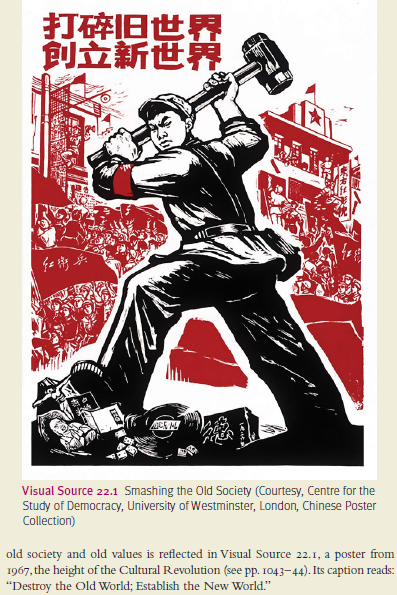 打碎旧世界
创立新世界
红卫兵
Visual Source 22.1 Smashing the Old Society (Courtesy, Centre for the
Study of Democracy, University of Westminster, London, Chinese Poster
Collection)
old society and old values is reflected in Visual Source 22.1, a poster from
1967, the height of the Cultural Revolution (see pp. 1043–44). Its caption reads:
“Destroy the Old World; Establish the New World.”